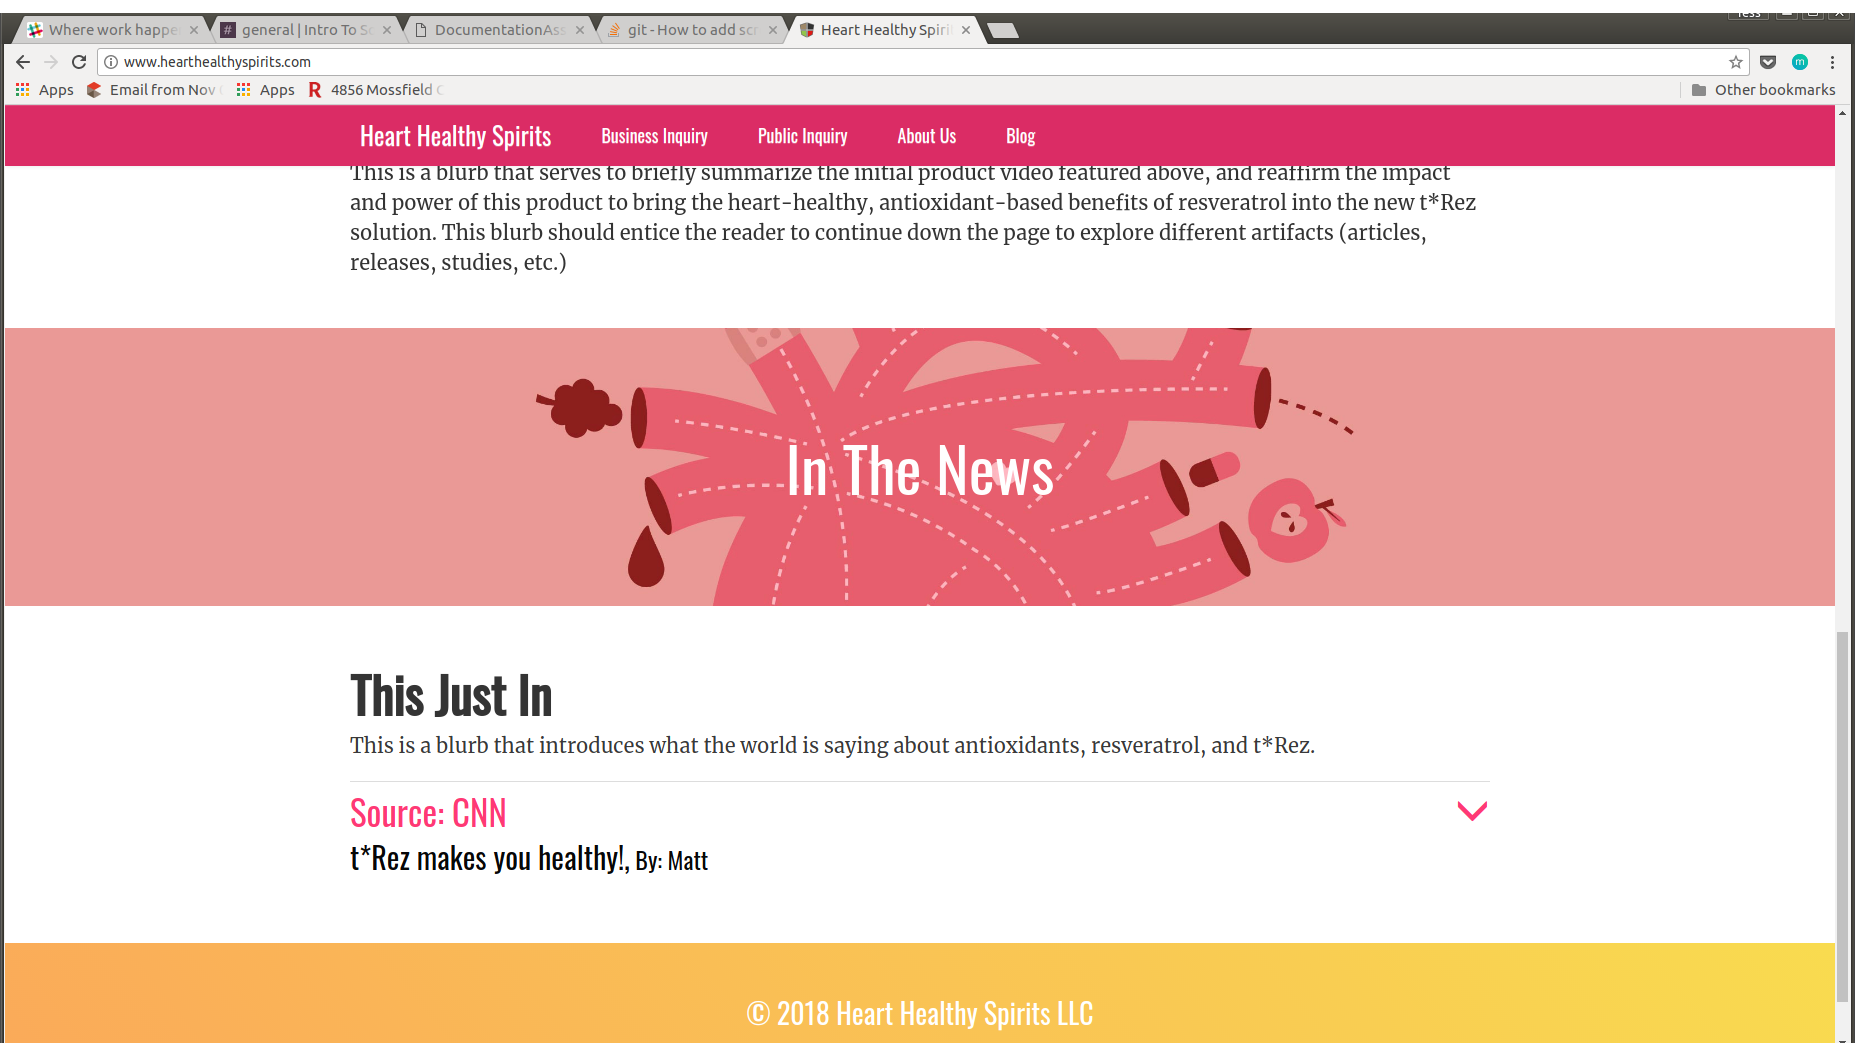 Tess
Where work happe
general | Intro To Sc
DocumentationAss
git - How to add scr
Heart Healthy Spiri
www.hearthealthyspirits.com
Apps
Email from Nov
Apps
4856 Mossfield
Other bookmarks
Heart Healthy Spirits
Business Inquiry
Public Inquiry
About Us
Blog
This is a blurb that serves to briefly summarize the initial product video featured above, and reaffirm the impact
and power of this product to bring the heart-healthy, antioxidant-based benefits of resveratrol into the new t*Rez
solution. This blurb should entice the reader to continue down the page to explore different artifacts (articles,
releases, studies, etc.)
In The News
This Just In
This is a blurb that introduces what the world is saying about antioxidants, resveratrol, and t*Rez.
Source: CNN
t*Rez makes you healthy!, By: Matt
© 2018 Heart Healthy Spirits LLC